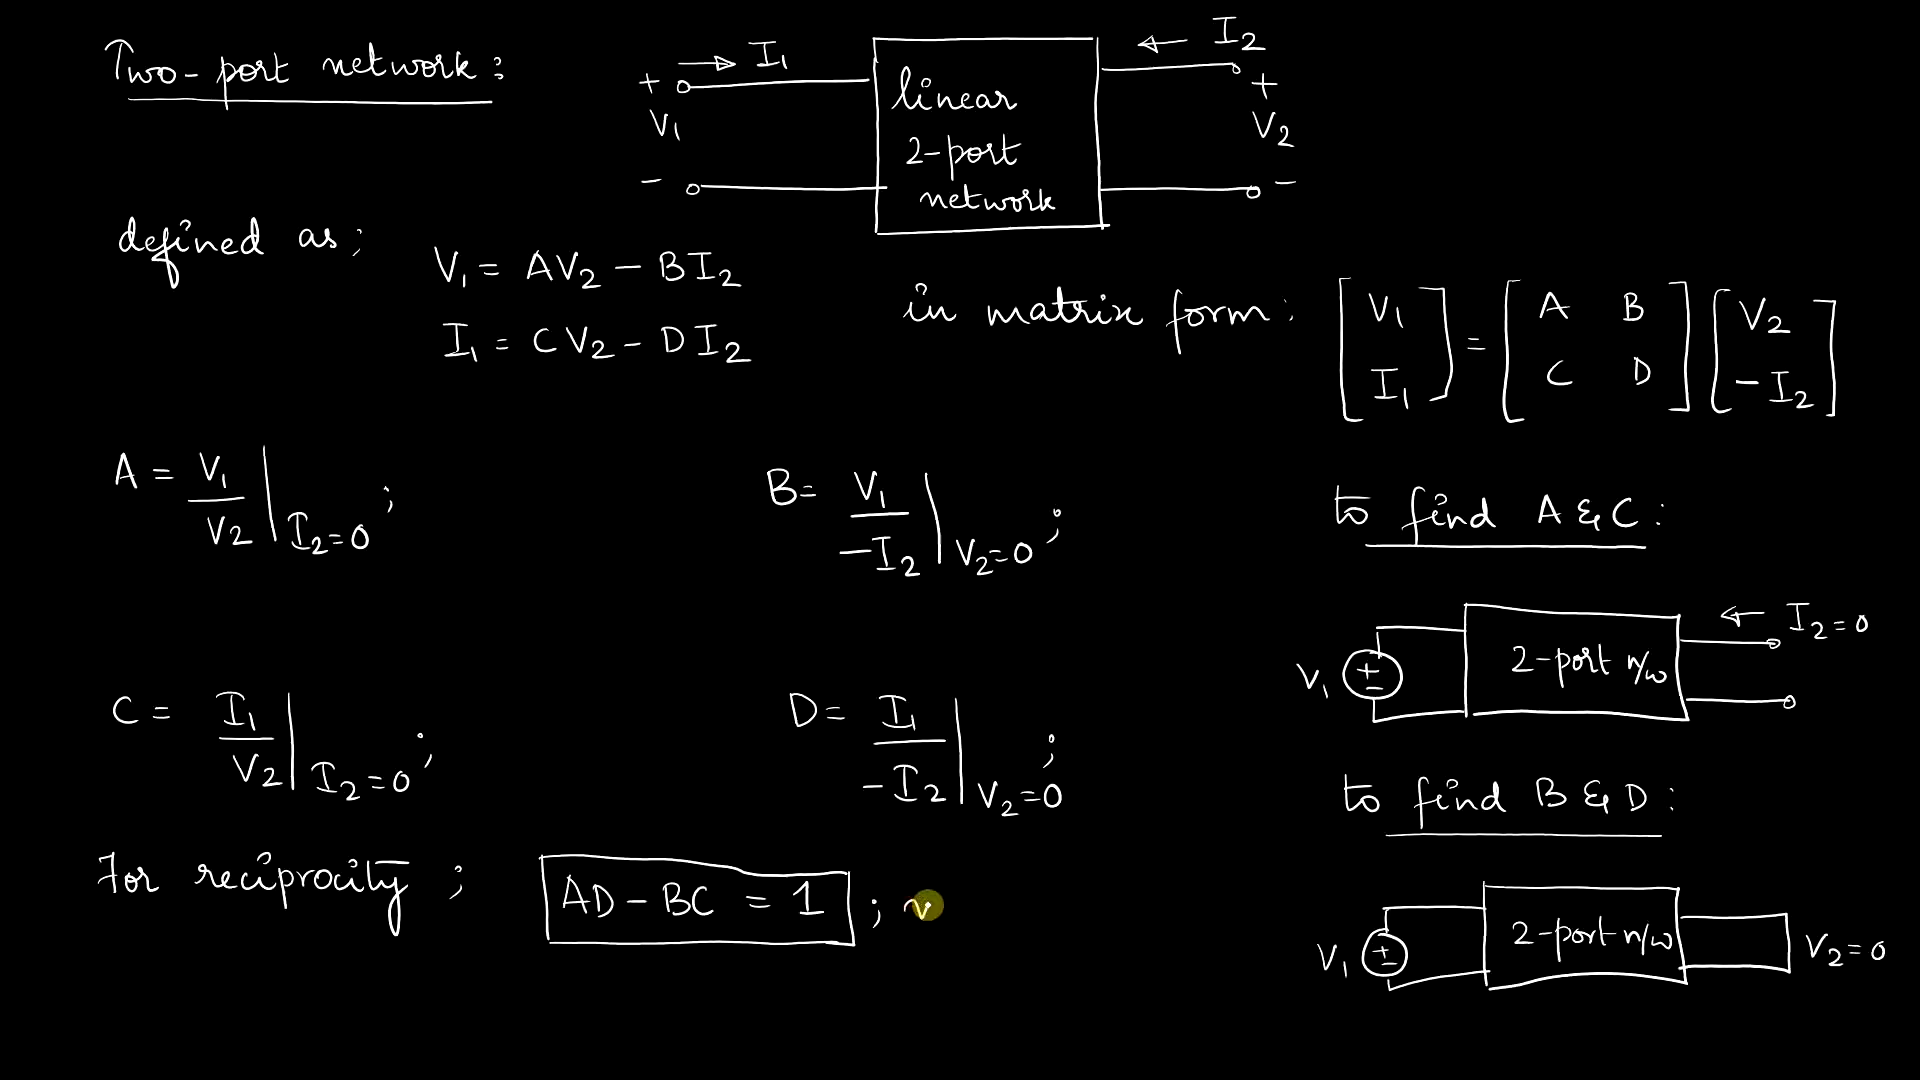 Two-port network:
+ I₁ I₂ +
V₁ V₂
- -
linear
2-port
network
defined as;
V₁ = AV₂ - BI₂
I₁ = CV₂ - DI₂
in matrix form: [V₁ I₁] = [A B C D] [V₂ -I₂]
A = V₁/V₂ | I₂=0 ;
B = V₁/-I₂ | V₂=0 ;
to find A & C:
V₁ + - 2-port n/w I₂=0
C = I₁/V₂ | I₂=0 ;
D = I₁/-I₂ | V₂=0 ;
to find B & D:
V₁ + - 2-port n/w V₂=0
For reciprocity ; AD - BC = 1 ;